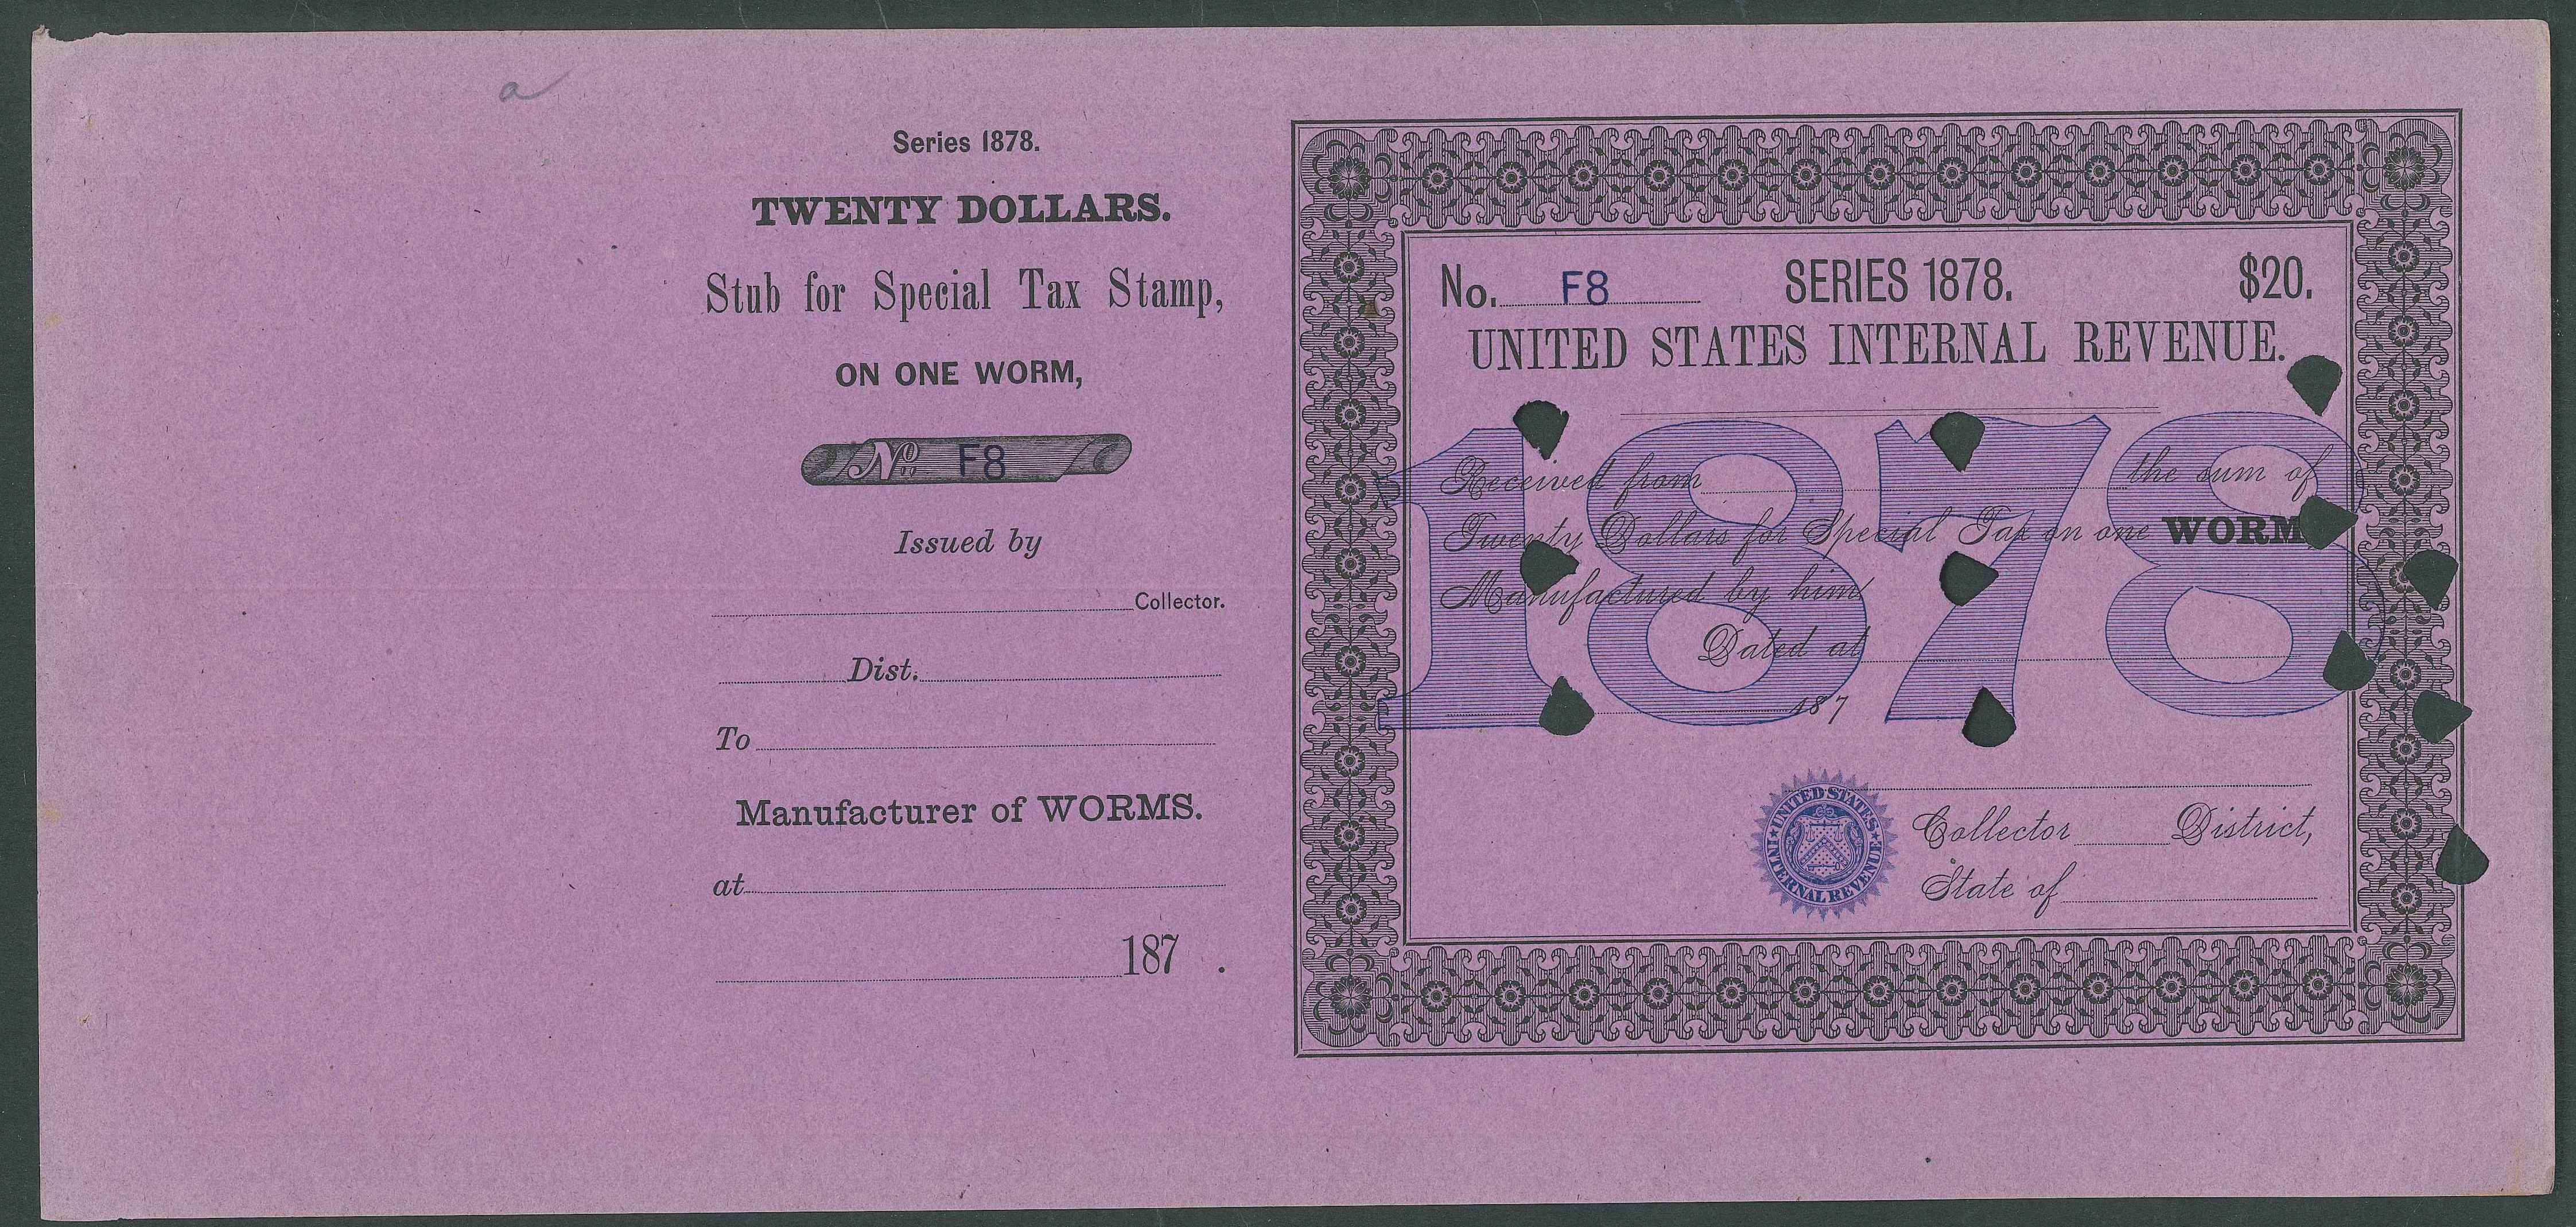 a
Series 1878.
TWENTY DOLLARS.
Stub for Special Tax Stamp,
ON ONE WORM,
No. F8
Issued by
Collector.
Dist.
To
Manufacturer of WORMS.
at
187 .
No. F8 SERIES 1878. $20.
UNITED STATES INTERNAL REVENUE.
1878
Received from the sum of
Twenty Dollars for Special Tax on one WORM
Manufactured by him
Dated at
187
UNITED STATES INTERNAL REVENUE
Collector District,
State of